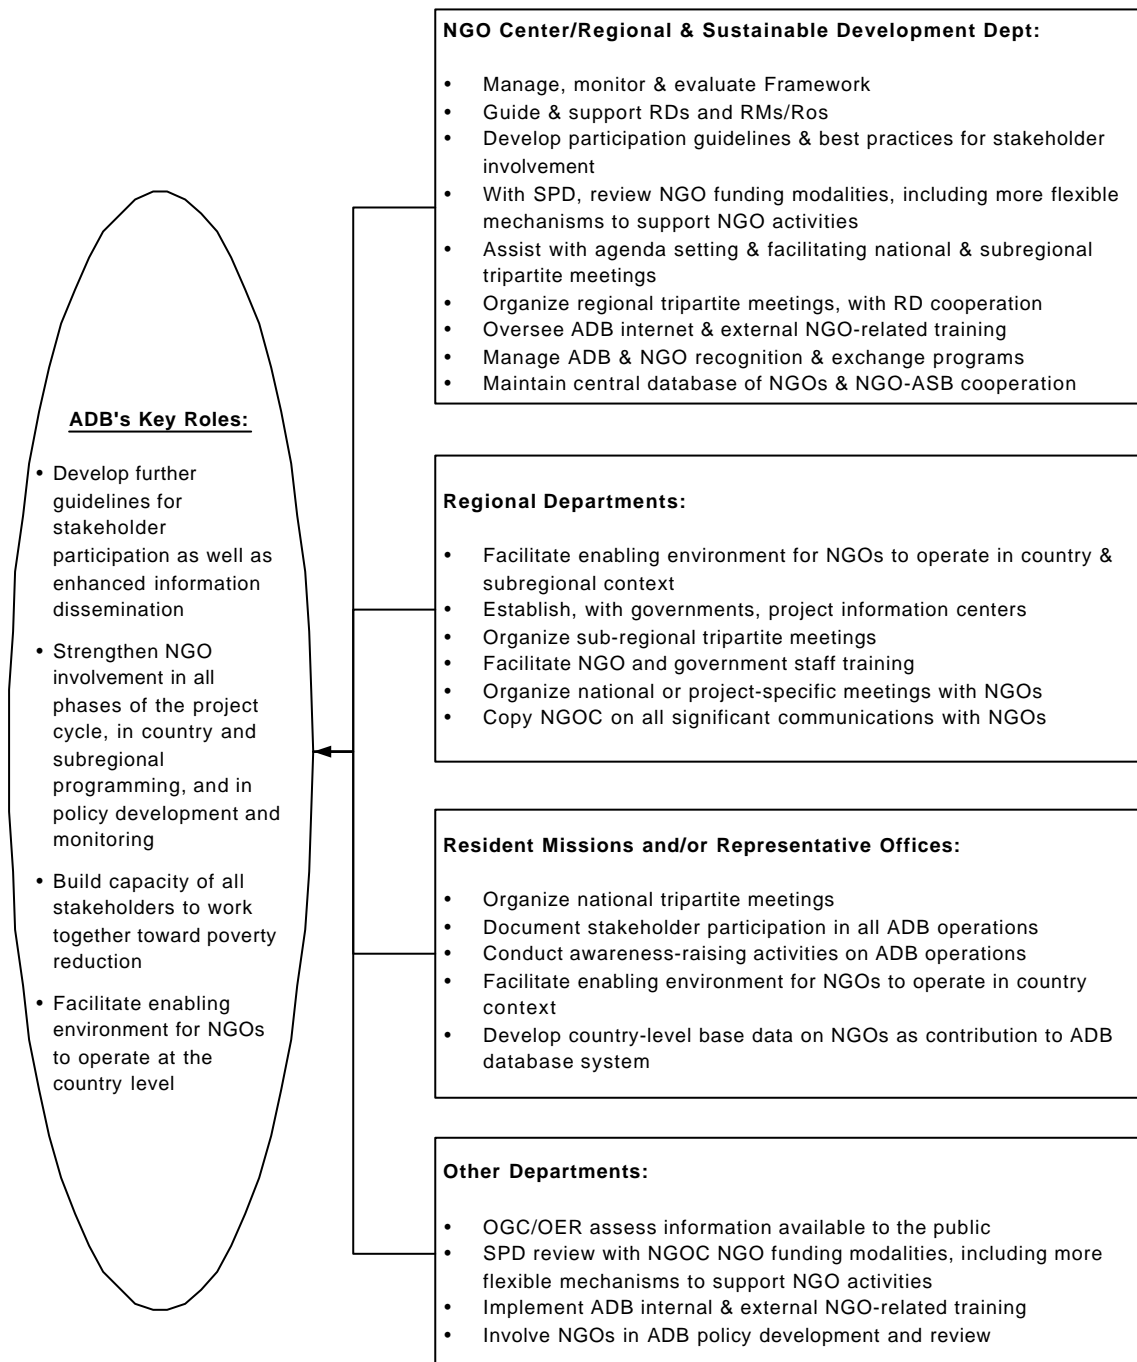 NGO Center/Regional & Sustainable Development Dept:
• Manage, monitor & evaluate Framework
• Guide & support RDs and RMs/Ros
• Develop participation guidelines & best practices for stakeholder
involvement
• With SPD, review NGO funding modalities, including more flexible
mechanisms to support NGO activities
• Assist with agenda setting & facilitating national & subregional
tripartite meetings
• Organize regional tripartite meetings, with RD cooperation
• Oversee ADB internet & external NGO-related training
• Manage ADB & NGO recognition & exchange programs
• Maintain central database of NGOs & NGO-ASB cooperation
ADB's Key Roles:
• Develop further
guidelines for
stakeholder
participation as well as
enhanced information
dissemination
• Strengthen NGO
involvement in all
phases of the project
cycle, in country and
subregional
programming, and in
policy development and
monitoring
• Build capacity of all
stakeholders to work
together toward poverty
reduction
• Facilitate enabling
environment for NGOs
to operate at the
country level
Regional Departments:
• Facilitate enabling environment for NGOs to operate in country &
subregional context
• Establish, with governments, project information centers
• Organize sub-regional tripartite meetings
• Facilitate NGO and government staff training
• Organize national or project-specific meetings with NGOs
• Copy NGOC on all significant communications with NGOs
Resident Missions and/or Representative Offices:
• Organize national tripartite meetings
• Document stakeholder participation in all ADB operations
• Conduct awareness-raising activities on ADB operations
• Facilitate enabling environment for NGOs to operate in country
context
• Develop country-level base data on NGOs as contribution to ADB
database system
Other Departments:
• OGC/OER assess information available to the public
• SPD review with NGOC NGO funding modalities, including more
flexible mechanisms to support NGO activities
• Implement ADB internal & external NGO-related training
• Involve NGOs in ADB policy development and review